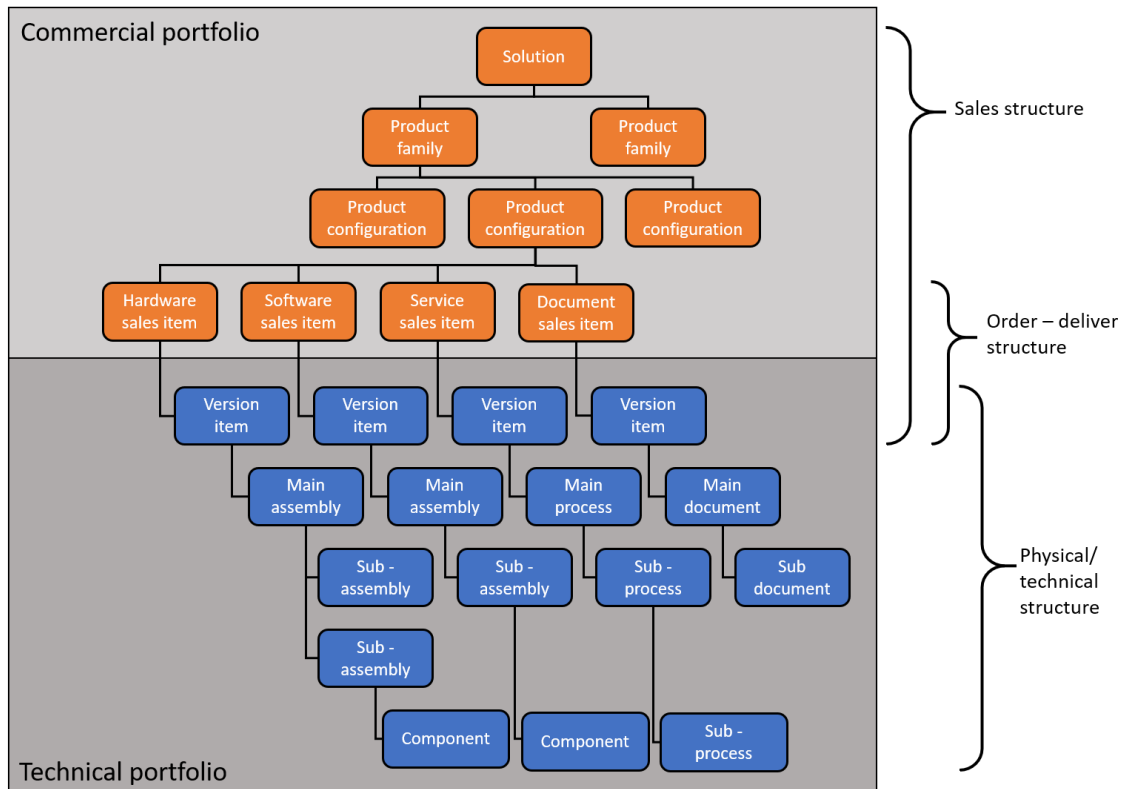 Commercial portfolio
Solution
Sales structure
Product
family
Product
family
Product
configuration
Product
configuration
Product
configuration
Hardware
sales item
Software
sales item
Service
sales item
Document
sales item
Order – deliver
structure
Version
item
Version
item
Version
item
Version
item
Main
assembly
Main
assembly
Main
process
Main
document
Sub -
assembly
Sub -
assembly
Sub -
process
Sub
document
Physical/
technical
structure
Sub -
assembly
Component
Component
Sub -
process
Technical portfolio